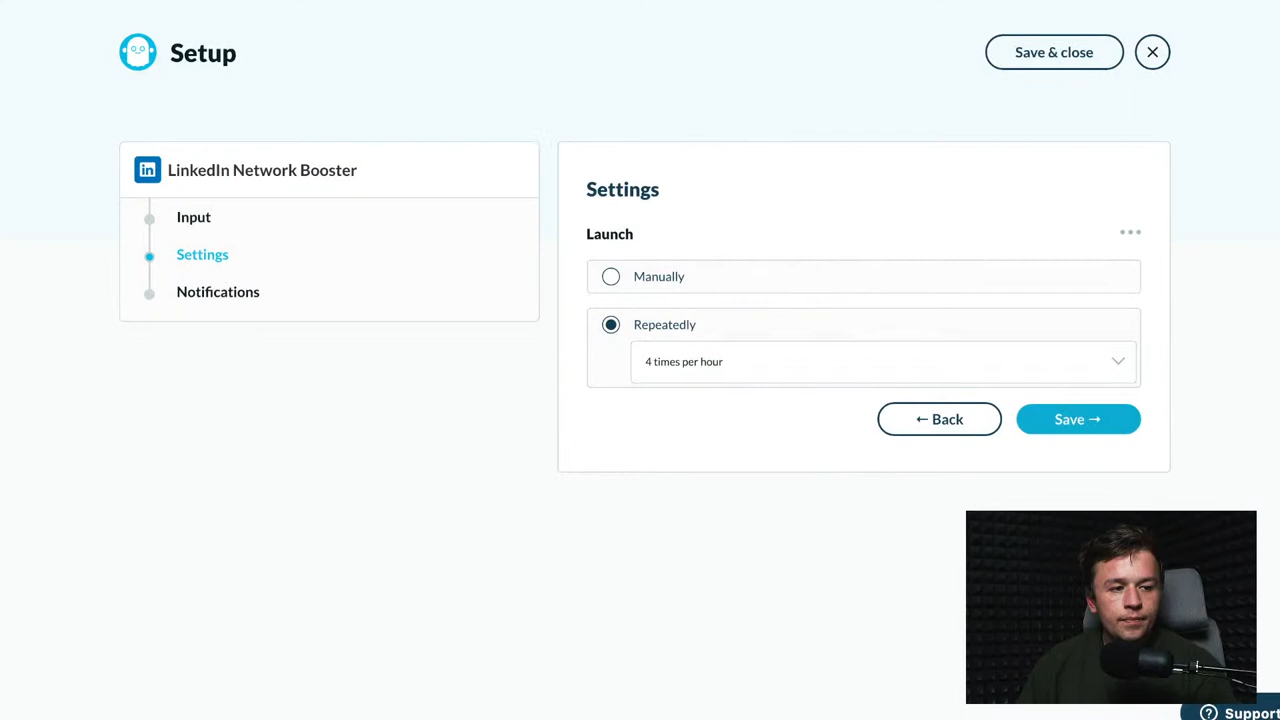 Setup
Save & close
LinkedIn Network Booster
Input
Settings
Notifications
Settings
Launch
Manually
Repeatedly
4 times per hour
← Back
Save →
Support